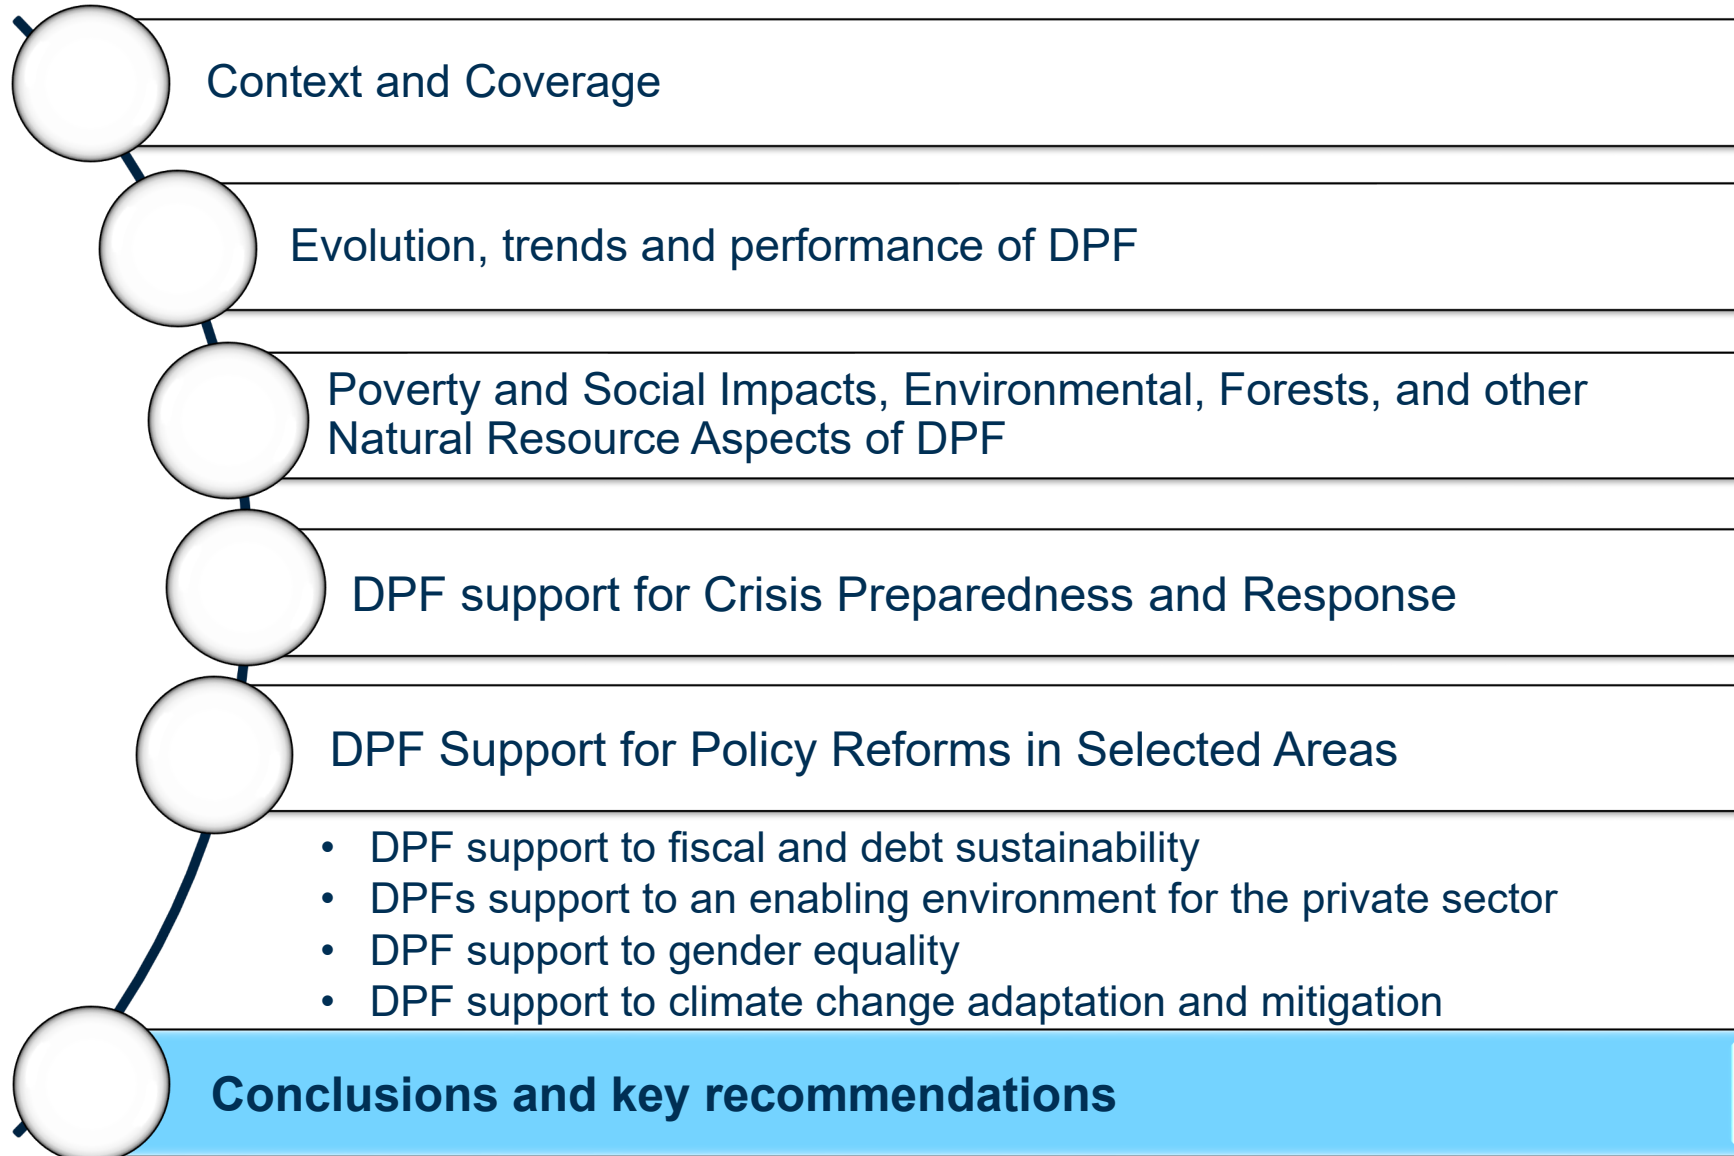 Context and Coverage
Evolution, trends and performance of DPF
Poverty and Social Impacts, Environmental, Forests, and other
Natural Resource Aspects of DPF
DPF support for Crisis Preparedness and Response
DPF Support for Policy Reforms in Selected Areas
• DPF support to fiscal and debt sustainability
• DPFs support to an enabling environment for the private sector
• DPF support to gender equality
• DPF support to climate change adaptation and mitigation
Conclusions and key recommendations